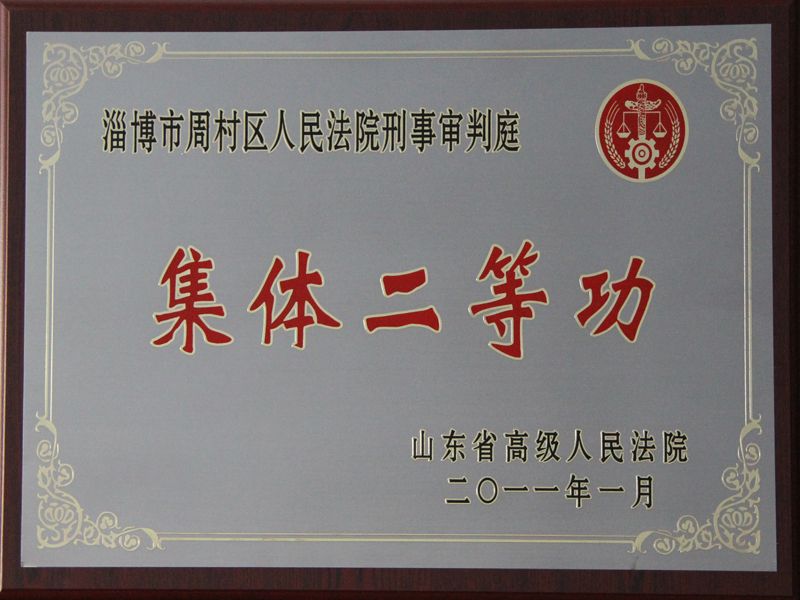 淄博市周村区人民法院刑事审判庭
集体二等功
山东省高级人民法院
二〇一一年一月